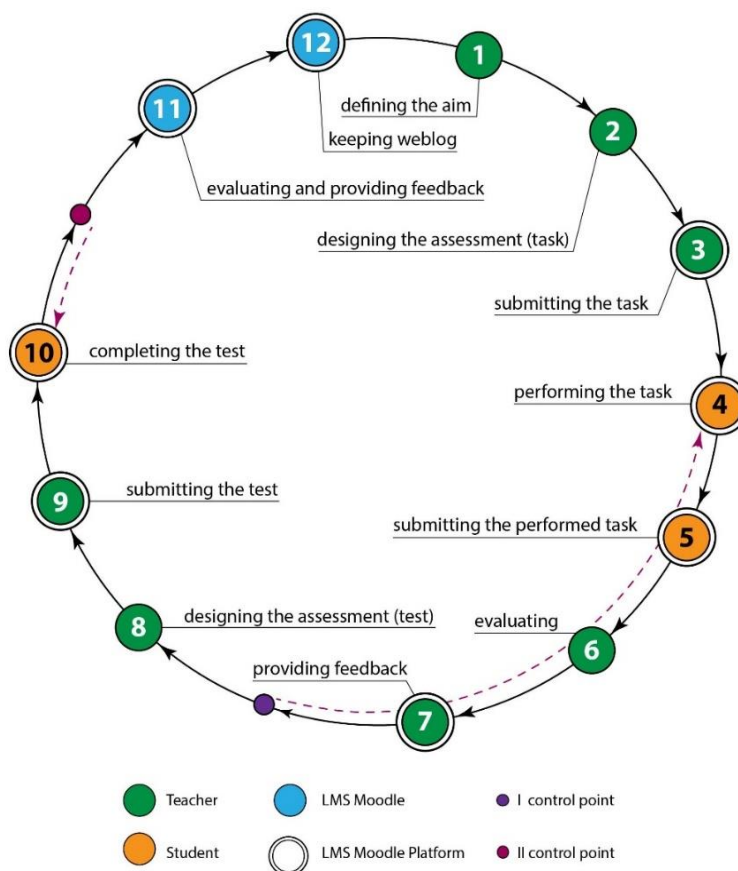 12
1
defining the aim
2
keeping weblog
11
evaluating and providing feedback
designing the assessment (task)
3
submitting the task
10
completing the test
performing the task
4
9
submitting the test
submitting the performed task
5
8
designing the assessment (test)
evaluating
6
providing feedback
7
Teacher
LMS Moodle
I control point
Student
LMS Moodle Platform
II control point